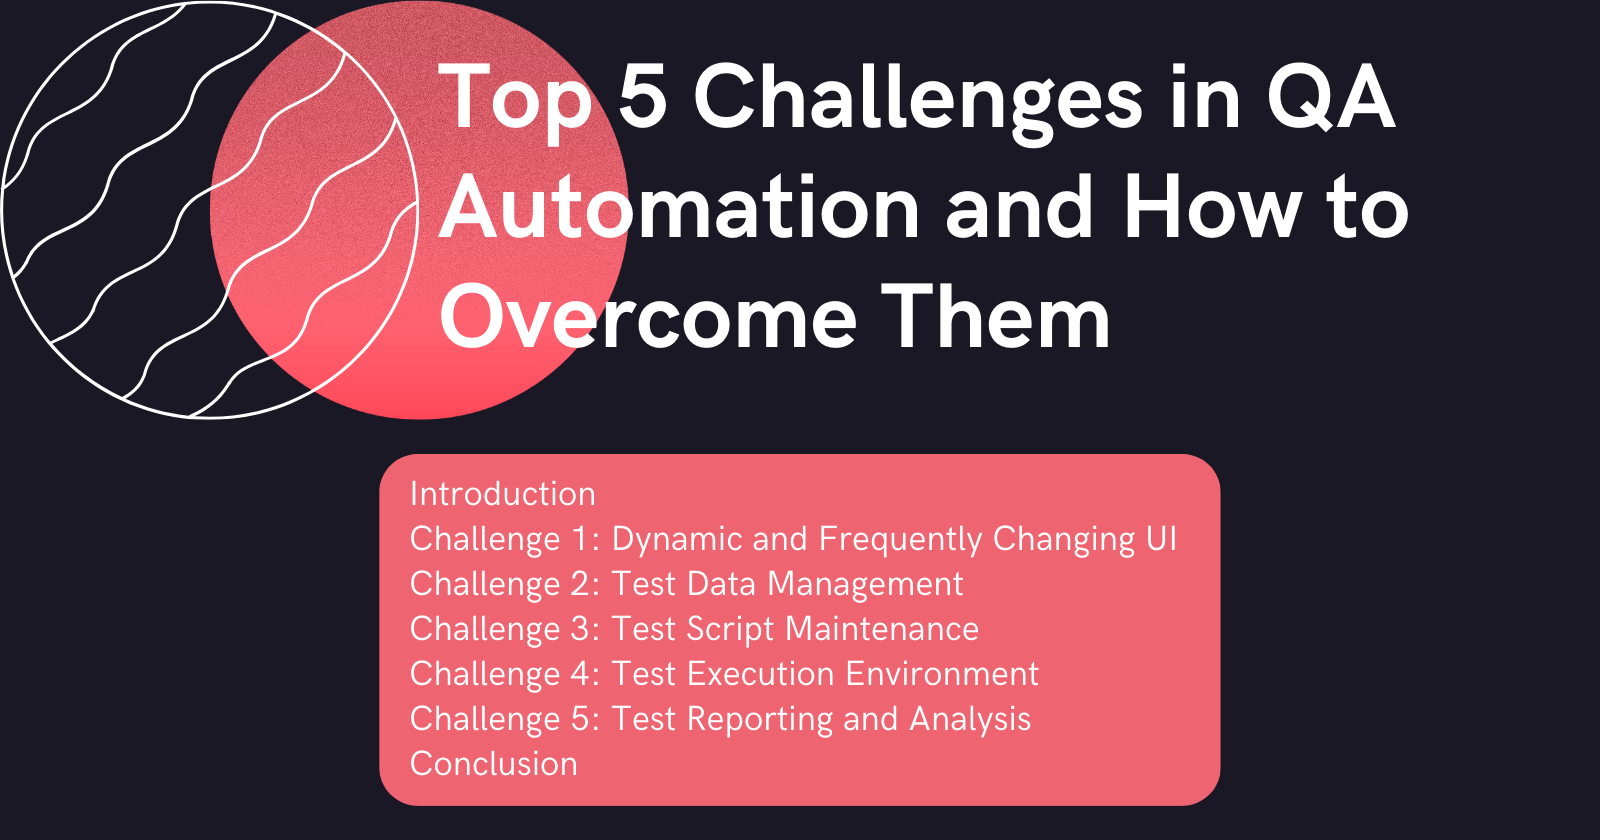 Top 5 Challenges in QA
Automation and How to
Overcome Them
Introduction
Challenge 1: Dynamic and Frequently Changing UI
Challenge 2: Test Data Management
Challenge 3: Test Script Maintenance
Challenge 4: Test Execution Environment
Challenge 5: Test Reporting and Analysis
Conclusion